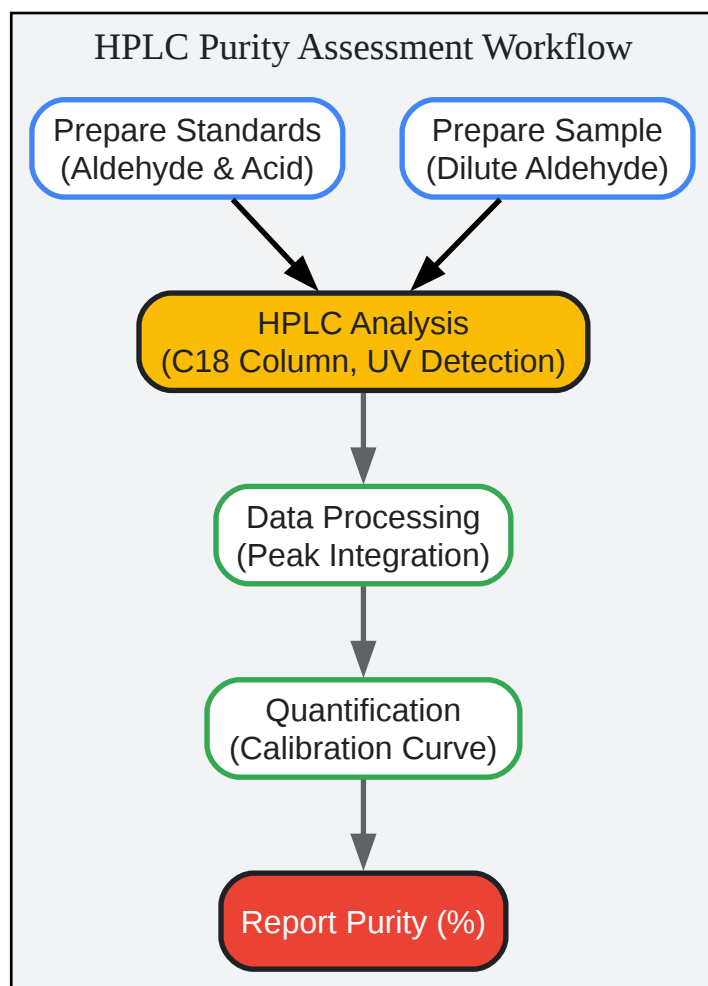 HPLC Purity Assessment Workflow
Prepare Standards
(Aldehyde & Acid)
Prepare Sample
(Dilute Aldehyde)
HPLC Analysis
(C18 Column, UV Detection)
Data Processing
(Peak Integration)
Quantification
(Calibration Curve)
Report Purity (%)